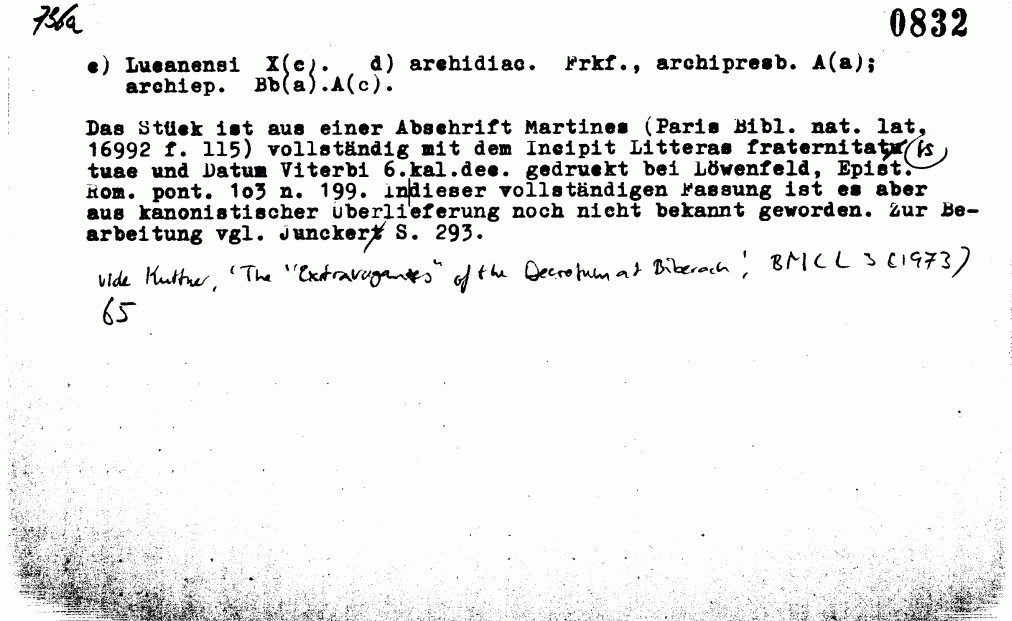 736a
0832
c) Lucanensi X(c). d) archidiac. Frkf., archipresb. A(a);
archiep. Bb(a).A(c).
Das Stück ist aus einer Abschrift Martines (Paris Bibl. nat. lat.
16992 f. 115) vollständig mit dem Incipit Litteras fraternitatis
tuae und Datum Viterbi 6.kal.dec. gedruckt bei Löwenfeld, Epist.
Rom. pont. 1o3 n. 199. In|dieser vollständigen Fassung ist es aber
aus kanonistischer Überlieferung noch nicht bekannt geworden. Zur Be-
arbeitung vgl. Juncker S. 293.
vide Kuttner, 'The "Extravagantes" of the Decretum at Biberach', BMCL 3 (1973)
65